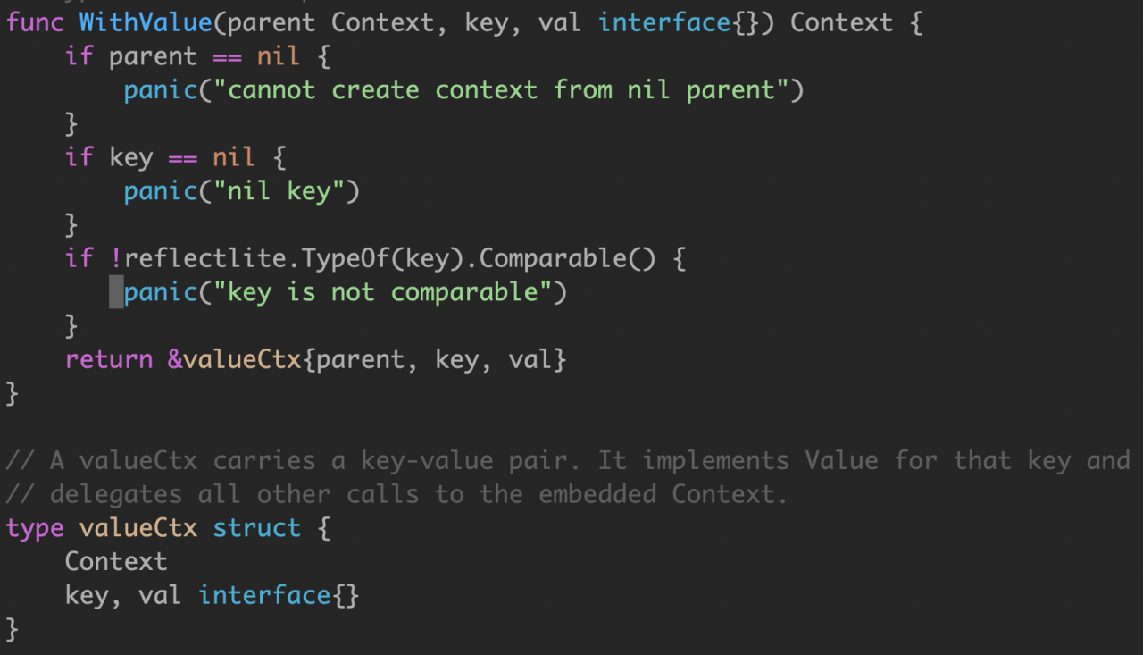 func WithValue(parent Context, key, val interface{}) Context {
    if parent == nil {
        panic("cannot create context from nil parent")
    }
    if key == nil {
        panic("nil key")
    }
    if !reflectlite.TypeOf(key).Comparable() {
        panic("key is not comparable")
    }
    return &valueCtx{parent, key, val}
}

// A valueCtx carries a key-value pair. It implements Value for that key and
// delegates all other calls to the embedded Context.
type valueCtx struct {
    Context
    key, val interface{}
}